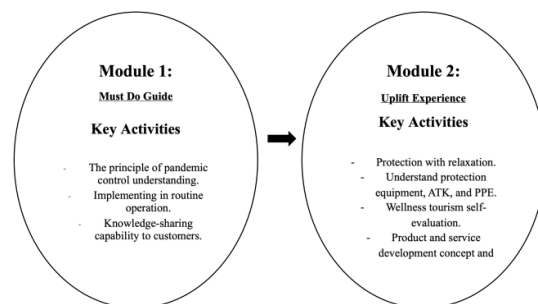 Module 1:
Must Do Guide
Key Activities
- The principle of pandemic
control understanding.
- Implementing in routine
operation.
- Knowledge-sharing
capability to customers.
Module 2:
Uplift Experience
Key Activities
- Protection with relaxation.
- Understand protection
equipment, ATK, and PPE.
- Wellness tourism self-
evaluation.
- Product and service
development concept and